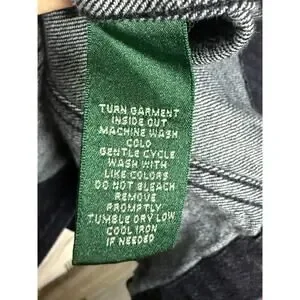 TURN GARMENT
INSIDE OUT
MACHINE WASH
COLD
GENTLE CYCLE
WASH WITH
LIKE COLORS
DO NOT BLEACH
REMOVE
PROMPTLY
TUMBLE DRY LOW
COOL IRON
IF NEEDED